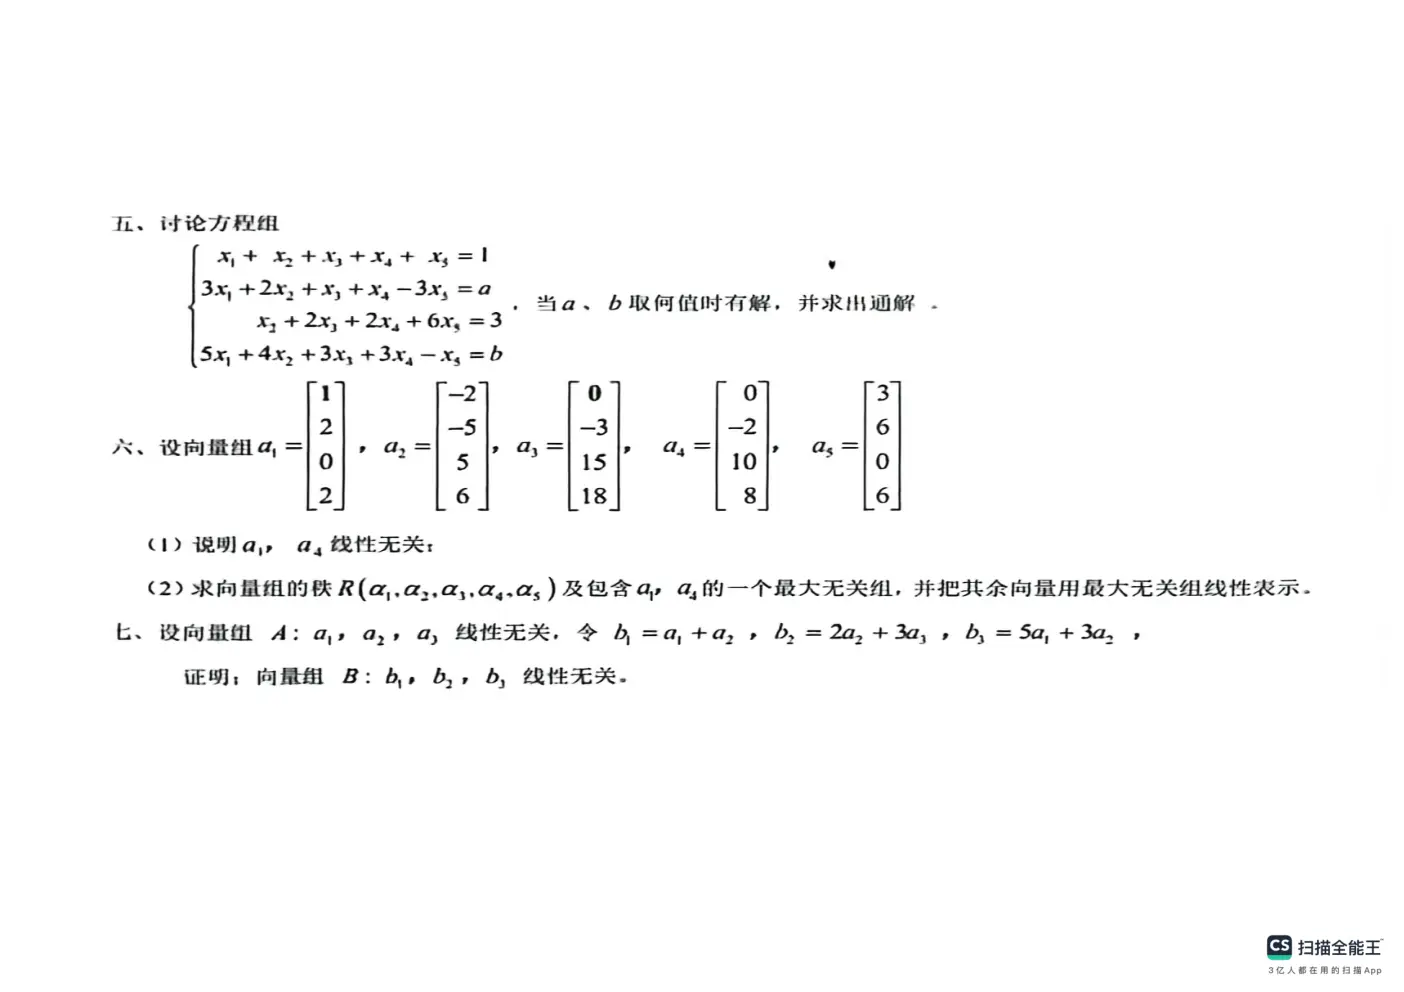 五、讨论方程组
x₁ + x₂ + x₃ + x₄ + x₅ = 1
3x₁ + 2x₂ + x₃ + x₄ − 3x₅ = a
，当 a 、 b 取何值时有解，并求出通解 .
x₂ + 2x₃ + 2x₄ + 6x₅ = 3
5x₁ + 4x₂ + 3x₃ + 3x₄ − x₅ = b
六、设向量组 a₁ = [1 2 0 2] ， a₂ = [−2 −5 5 6] ， a₃ = [0 −3 15 18] ， a₄ = [0 −2 10 8] ， a₅ = [3 6 0 6]
（1）说明 a₁， a₄ 线性无关；
（2）求向量组的秩 R(α₁,α₂,α₃,α₄,α₅) 及包含 a₁， a₄ 的一个最大无关组，并把其余向量用最大无关组线性表示。
七、设向量组 A： a₁， a₂ ， a₃ 线性无关，令 b₁ = a₁ + a₂ ， b₂ = 2a₂ + 3a₃ ， b₃ = 5a₁ + 3a₂ ，
证明：向量组 B： b₁， b₂ ， b₃ 线性无关。
CS 扫描全能王
3亿人都在用的扫描App